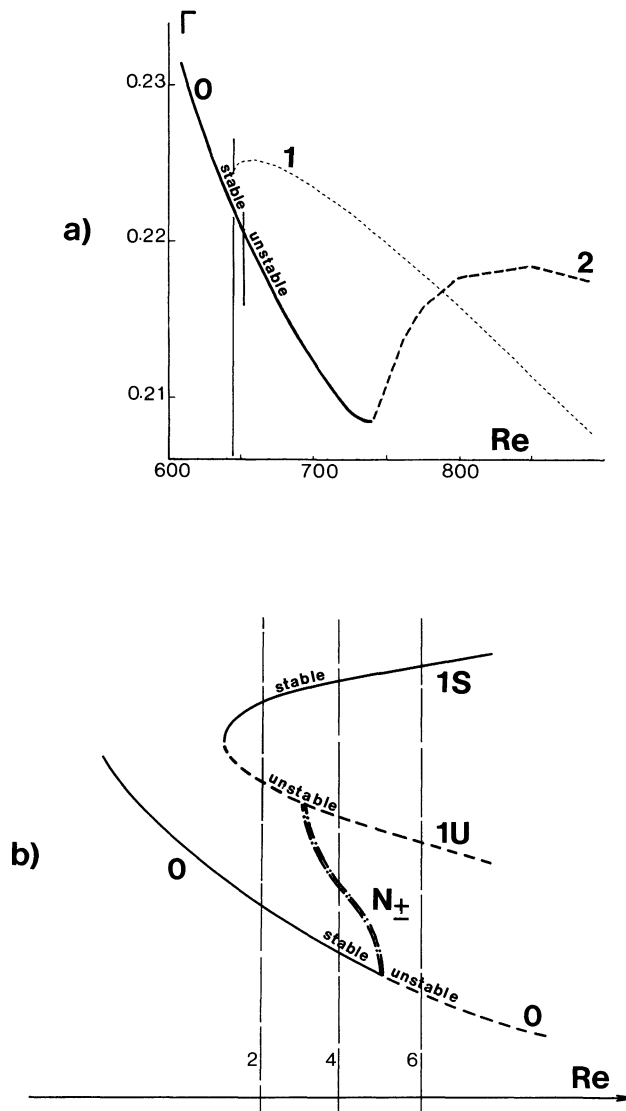 Γ
0.23
0
1
stable
a)
0.22
unstable
2
0.21
Re
600
700
800
stable
1S
unstable
1U
b)
0
N±
stable
unstable
0
2
4
6
Re